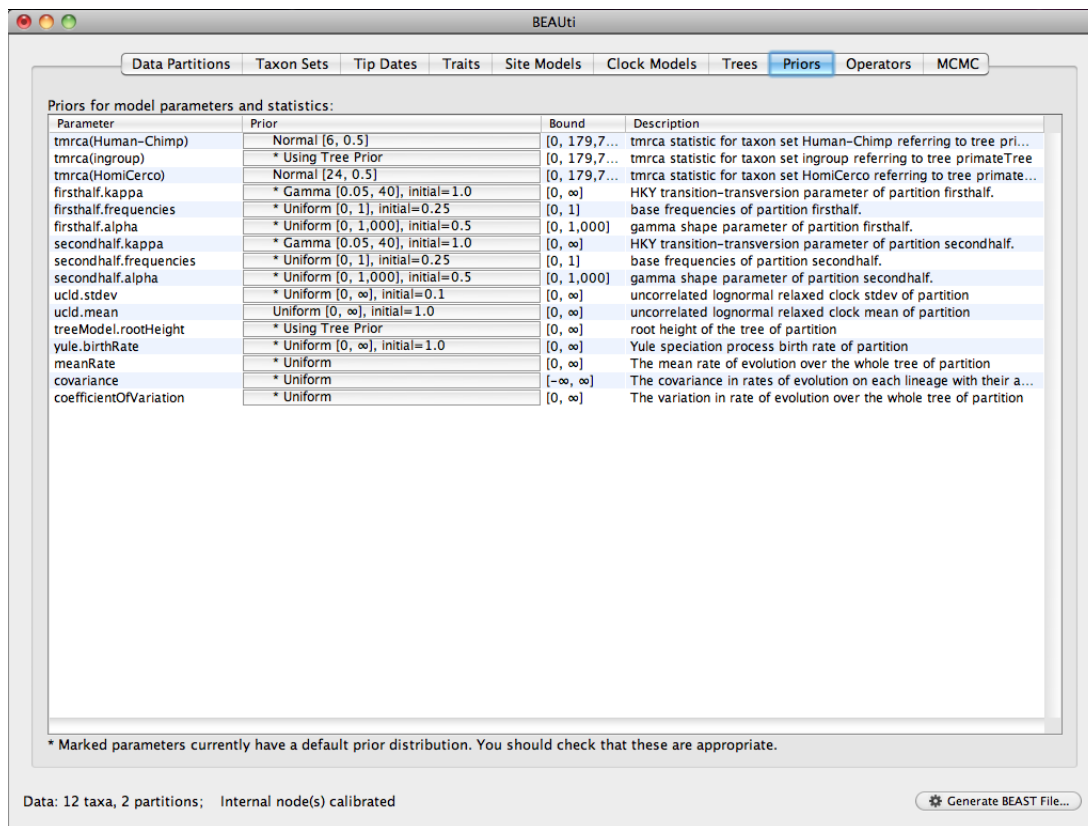 BEAUti
Data Partitions Taxon Sets Tip Dates Traits Site Models Clock Models Trees Priors Operators MCMC
Priors for model parameters and statistics:
Parameter Prior Bound Description
tmrca(Human-Chimp) Normal [6, 0.5] [0, 179,7... tmrca statistic for taxon set Human-Chimp referring to tree pri...
tmrca(ingroup) * Using Tree Prior [0, 179,7... tmrca statistic for taxon set ingroup referring to tree primateTree
tmrca(HomiCerco) Normal [24, 0.5] [0, 179,7... tmrca statistic for taxon set HomiCerco referring to tree primate...
firsthalf.kappa * Gamma [0.05, 40], initial=1.0 [0, ∞] HKY transition-transversion parameter of partition firsthalf.
firsthalf.frequencies * Uniform [0, 1], initial=0.25 [0, 1] base frequencies of partition firsthalf.
firsthalf.alpha * Uniform [0, 1,000], initial=0.5 [0, 1,000] gamma shape parameter of partition firsthalf.
secondhalf.kappa * Gamma [0.05, 40], initial=1.0 [0, ∞] HKY transition-transversion parameter of partition secondhalf.
secondhalf.frequencies * Uniform [0, 1], initial=0.25 [0, 1] base frequencies of partition secondhalf.
secondhalf.alpha * Uniform [0, 1,000], initial=0.5 [0, 1,000] gamma shape parameter of partition secondhalf.
ucld.stdev * Uniform [0, ∞], initial=0.1 [0, ∞] uncorrelated lognormal relaxed clock stdev of partition
ucld.mean Uniform [0, ∞], initial=1.0 [0, ∞] uncorrelated lognormal relaxed clock mean of partition
treeModel.rootHeight * Using Tree Prior [0, ∞] root height of the tree of partition
yule.birthRate * Uniform [0, ∞], initial=1.0 [0, ∞] Yule speciation process birth rate of partition
meanRate * Uniform [0, ∞] The mean rate of evolution over the whole tree of partition
covariance * Uniform [-∞, ∞] The covariance in rates of evolution on each lineage with their a...
coefficientOfVariation * Uniform [0, ∞] The variation in rate of evolution over the whole tree of partition
* Marked parameters currently have a default prior distribution. You should check that these are appropriate.
Data: 12 taxa, 2 partitions; Internal node(s) calibrated Generate BEAST File...